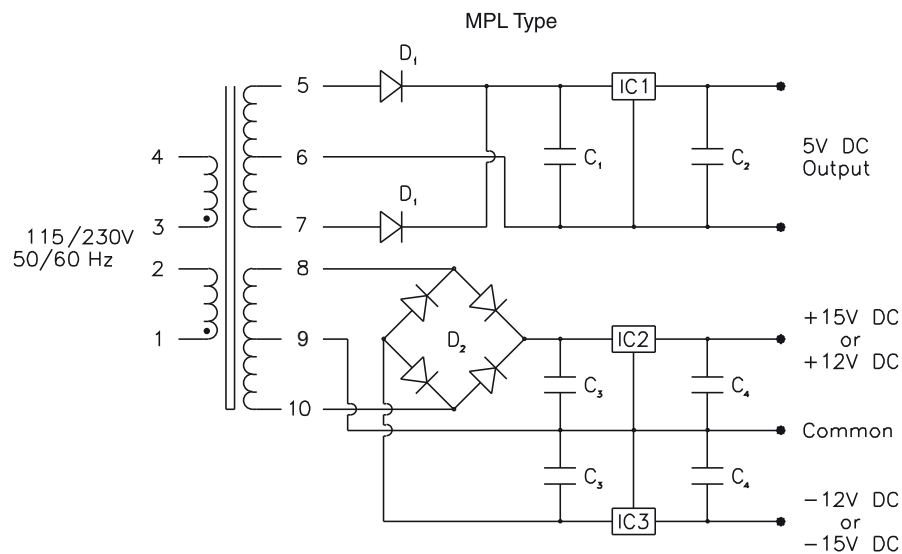 MPL Type
D₁
5
IC1
4
6
C₁
C₂
5V DC
Output
D₁
3
7
115/230V
50/60 Hz
2
8
1
9
D₂
IC2
+15V DC
or
+12V DC
C₃
C₄
10
Common
C₃
C₄
IC3
-12V DC
or
-15V DC